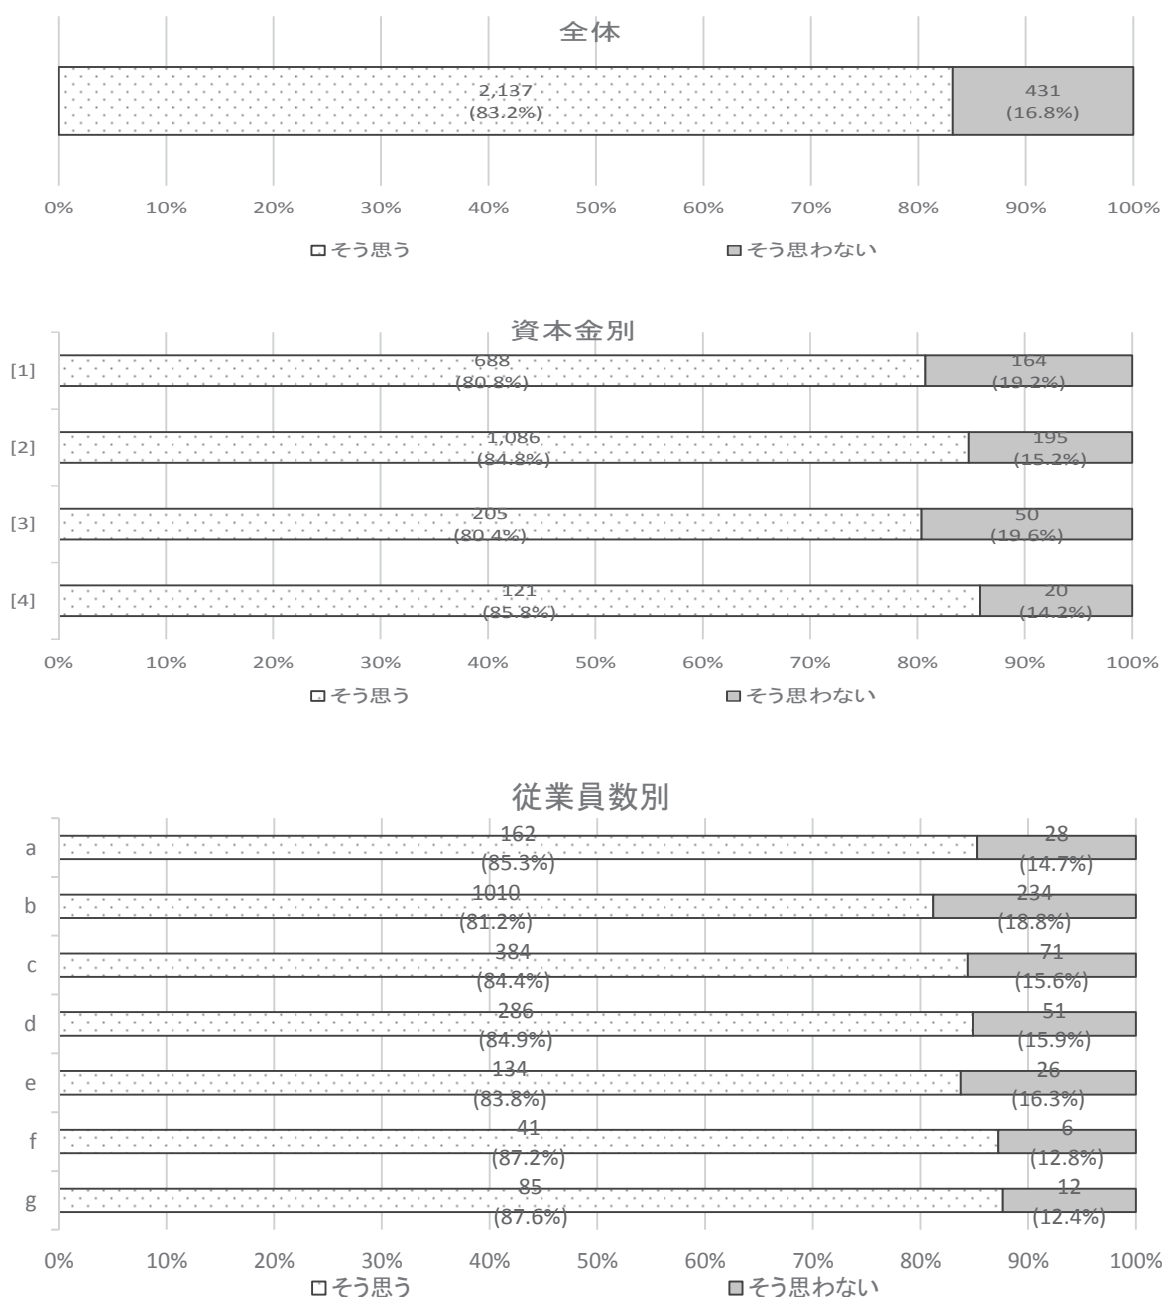 全体
2,137 431
(83.2%) (16.8%)
0% 10% 20% 30% 40% 50% 60% 70% 80% 90% 100%
そう思う そう思わない
資本金別
[1] 688 164
(80.8%) (19.2%)
[2] 1,086 195
(84.8%) (15.2%)
[3] 205 50
(80.4%) (19.6%)
[4] 121 20
(85.8%) (14.2%)
0% 10% 20% 30% 40% 50% 60% 70% 80% 90% 100%
そう思う そう思わない
従業員数別
a 162 28
(85.3%) (14.7%)
b 1010 234
(81.2%) (18.8%)
c 384 71
(84.4%) (15.6%)
d 286 51
(84.9%) (15.9%)
e 134 26
(83.8%) (16.3%)
f 41 6
(87.2%) (12.8%)
g 85 12
(87.6%) (12.4%)
0% 10% 20% 30% 40% 50% 60% 70% 80% 90% 100%
そう思う そう思わない